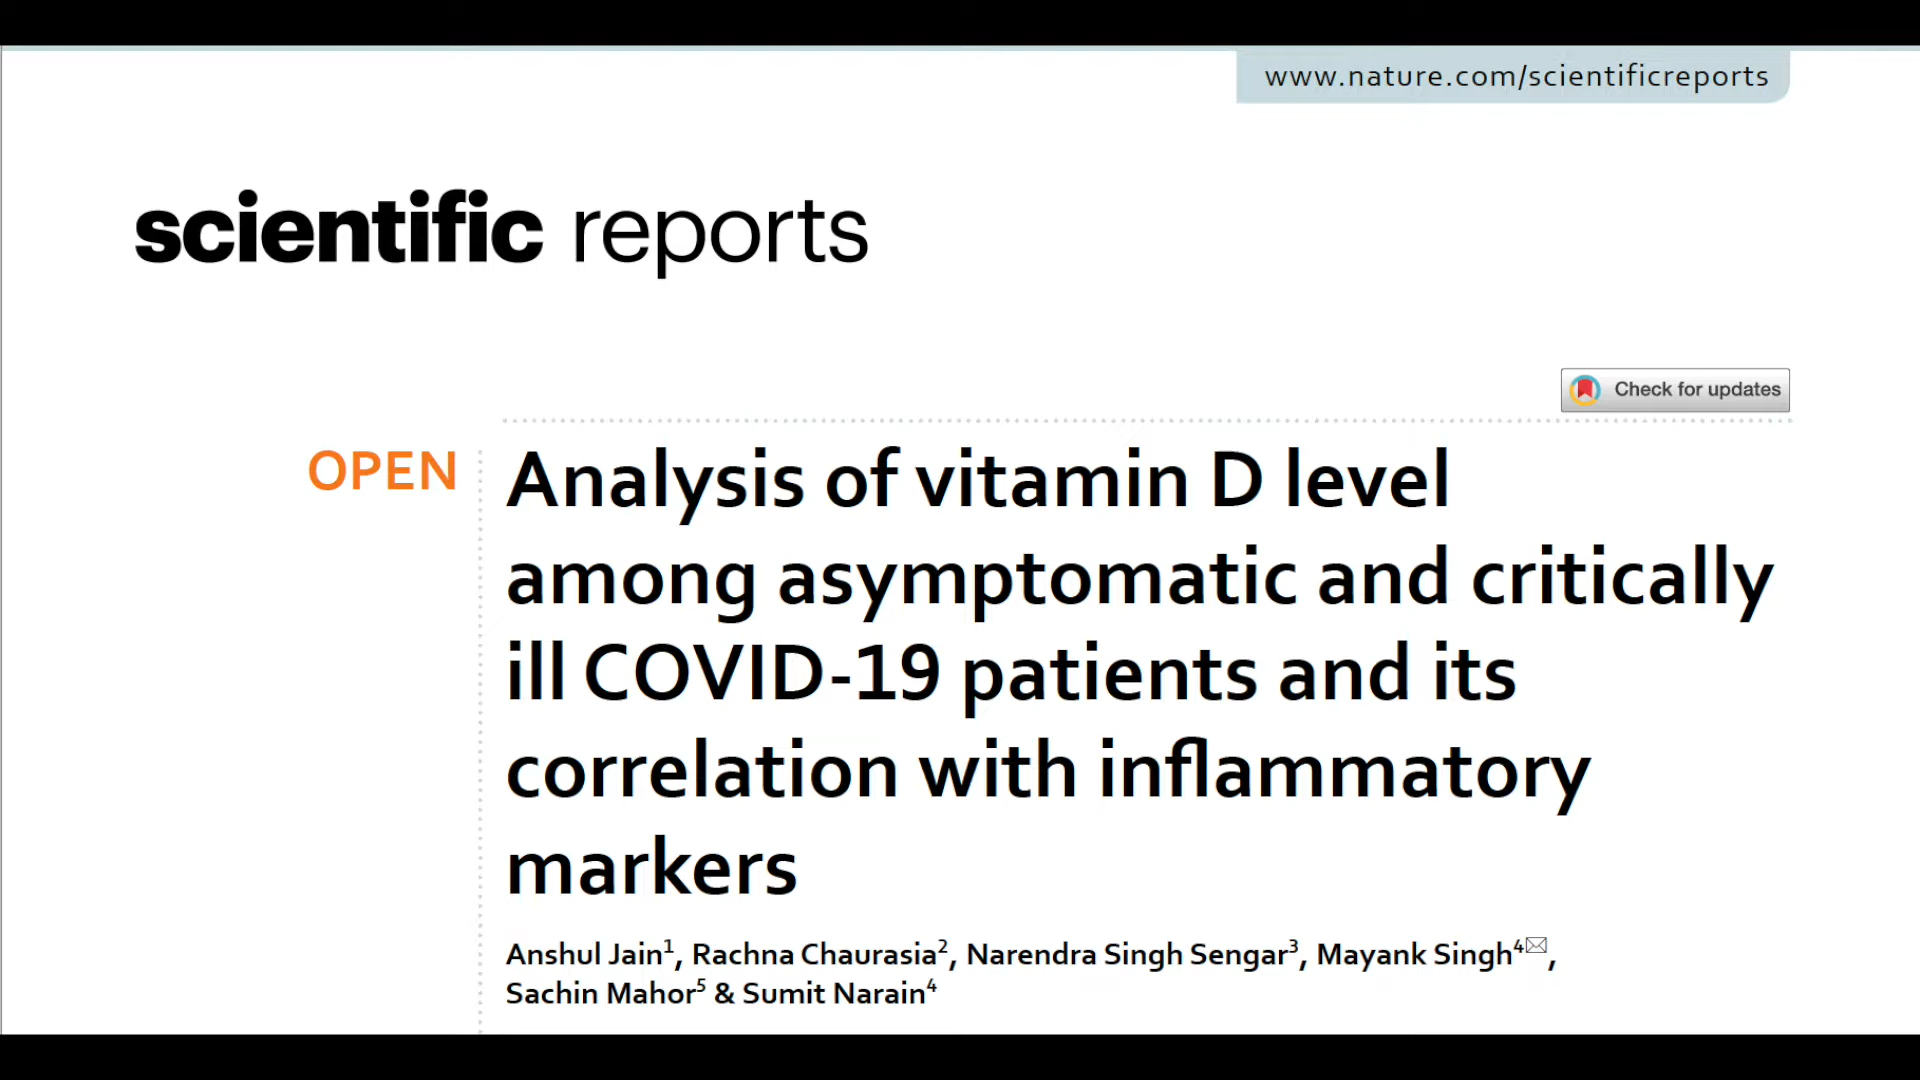 www.nature.com/scientificreports
scientific reports
Check for updates
OPEN
Analysis of vitamin D level
among asymptomatic and critically
ill COVID-19 patients and its
correlation with inflammatory
markers
Anshul Jain¹, Rachna Chaurasia², Narendra Singh Sengar³, Mayank Singh⁴✉,
Sachin Mahor⁵ & Sumit Narain⁴